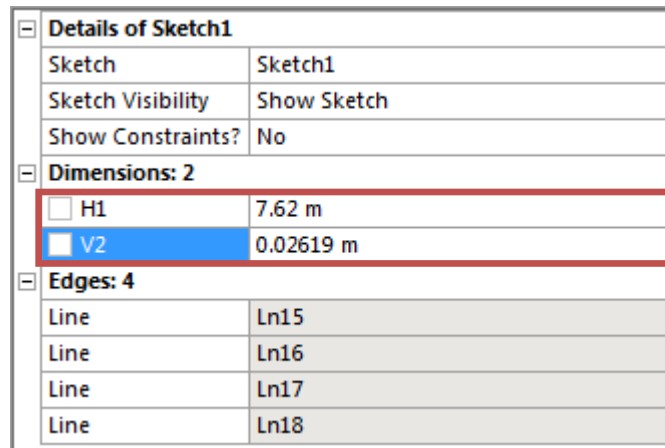 Details of Sketch1
Sketch Sketch1
Sketch Visibility Show Sketch
Show Constraints? No
Dimensions: 2
H1 7.62 m
V2 0.02619 m
Edges: 4
Line Ln15
Line Ln16
Line Ln17
Line Ln18